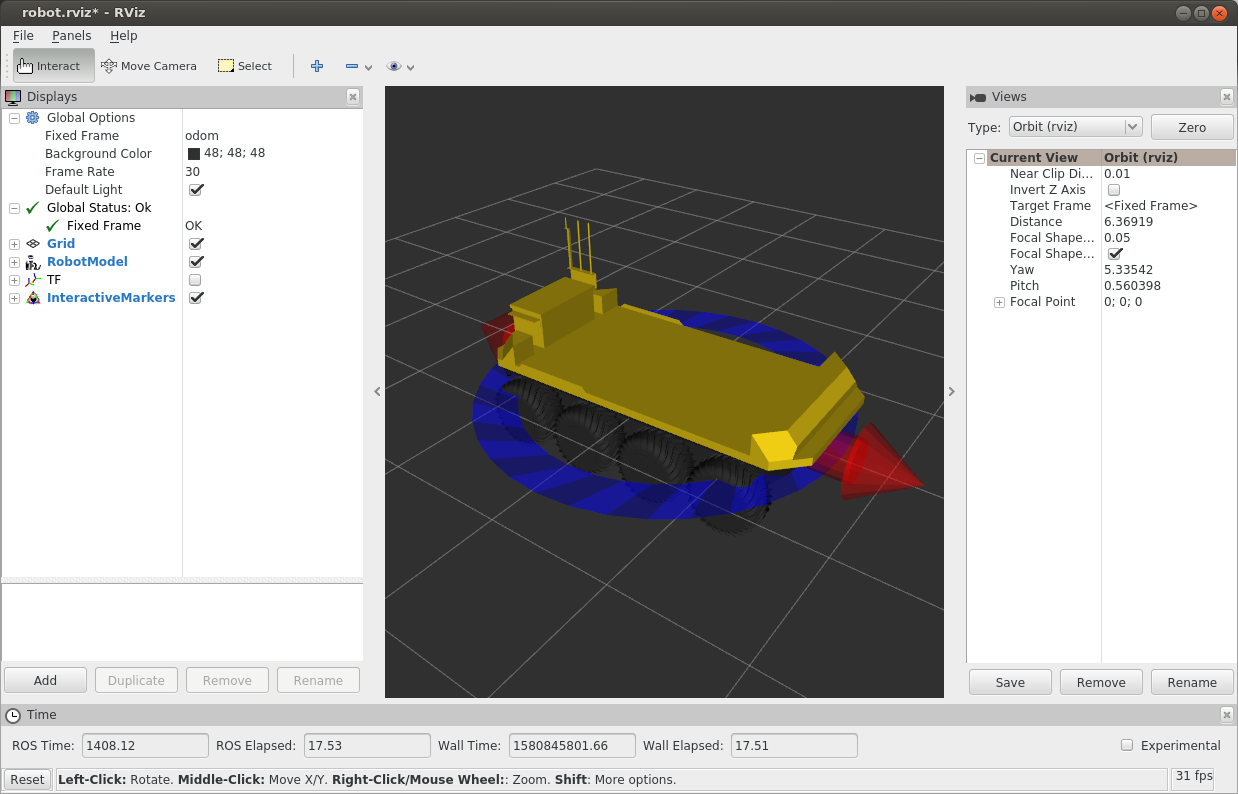 robot.rviz* - RViz
File Panels Help
Interact Move Camera Select
Displays
Global Options
Fixed Frame odom
Background Color 48; 48; 48
Frame Rate 30
Default Light
Global Status: Ok
Fixed Frame OK
Grid
RobotModel
TF
InteractiveMarkers
Add Duplicate Remove Rename
Views
Type: Orbit (rviz) Zero
Current View Orbit (rviz)
Near Clip Di... 0.01
Invert Z Axis
Target Frame <Fixed Frame>
Distance 6.36919
Focal Shape... 0.05
Focal Shape...
Yaw 5.33542
Pitch 0.560398
Focal Point 0; 0; 0
Save Remove Rename
Time
ROS Time: 1408.12 ROS Elapsed: 17.53 Wall Time: 1580845801.66 Wall Elapsed: 17.51 Experimental
Reset Left-Click: Rotate. Middle-Click: Move X/Y. Right-Click/Mouse Wheel:: Zoom. Shift: More options. 31 fps